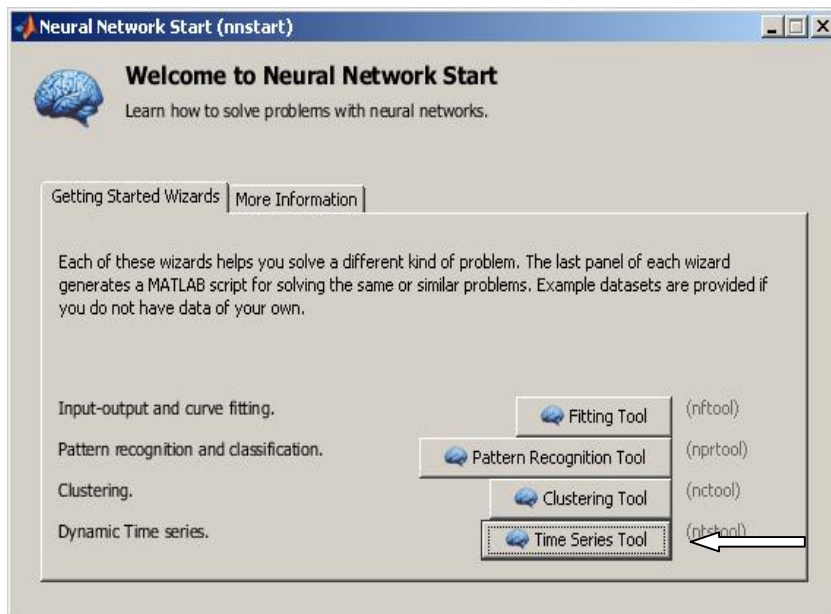 Neural Network Start (nnstart)
Welcome to Neural Network Start
Learn how to solve problems with neural networks.
Getting Started Wizards
More Information
Each of these wizards helps you solve a different kind of problem. The last panel of each wizard
generates a MATLAB script for solving the same or similar problems. Example datasets are provided if
you do not have data of your own.
Input-output and curve fitting.
Fitting Tool
(nftool)
Pattern recognition and classification.
Pattern Recognition Tool
(nprtool)
Clustering.
Clustering Tool
(nctool)
Dynamic Time series.
Time Series Tool
(ntstool)